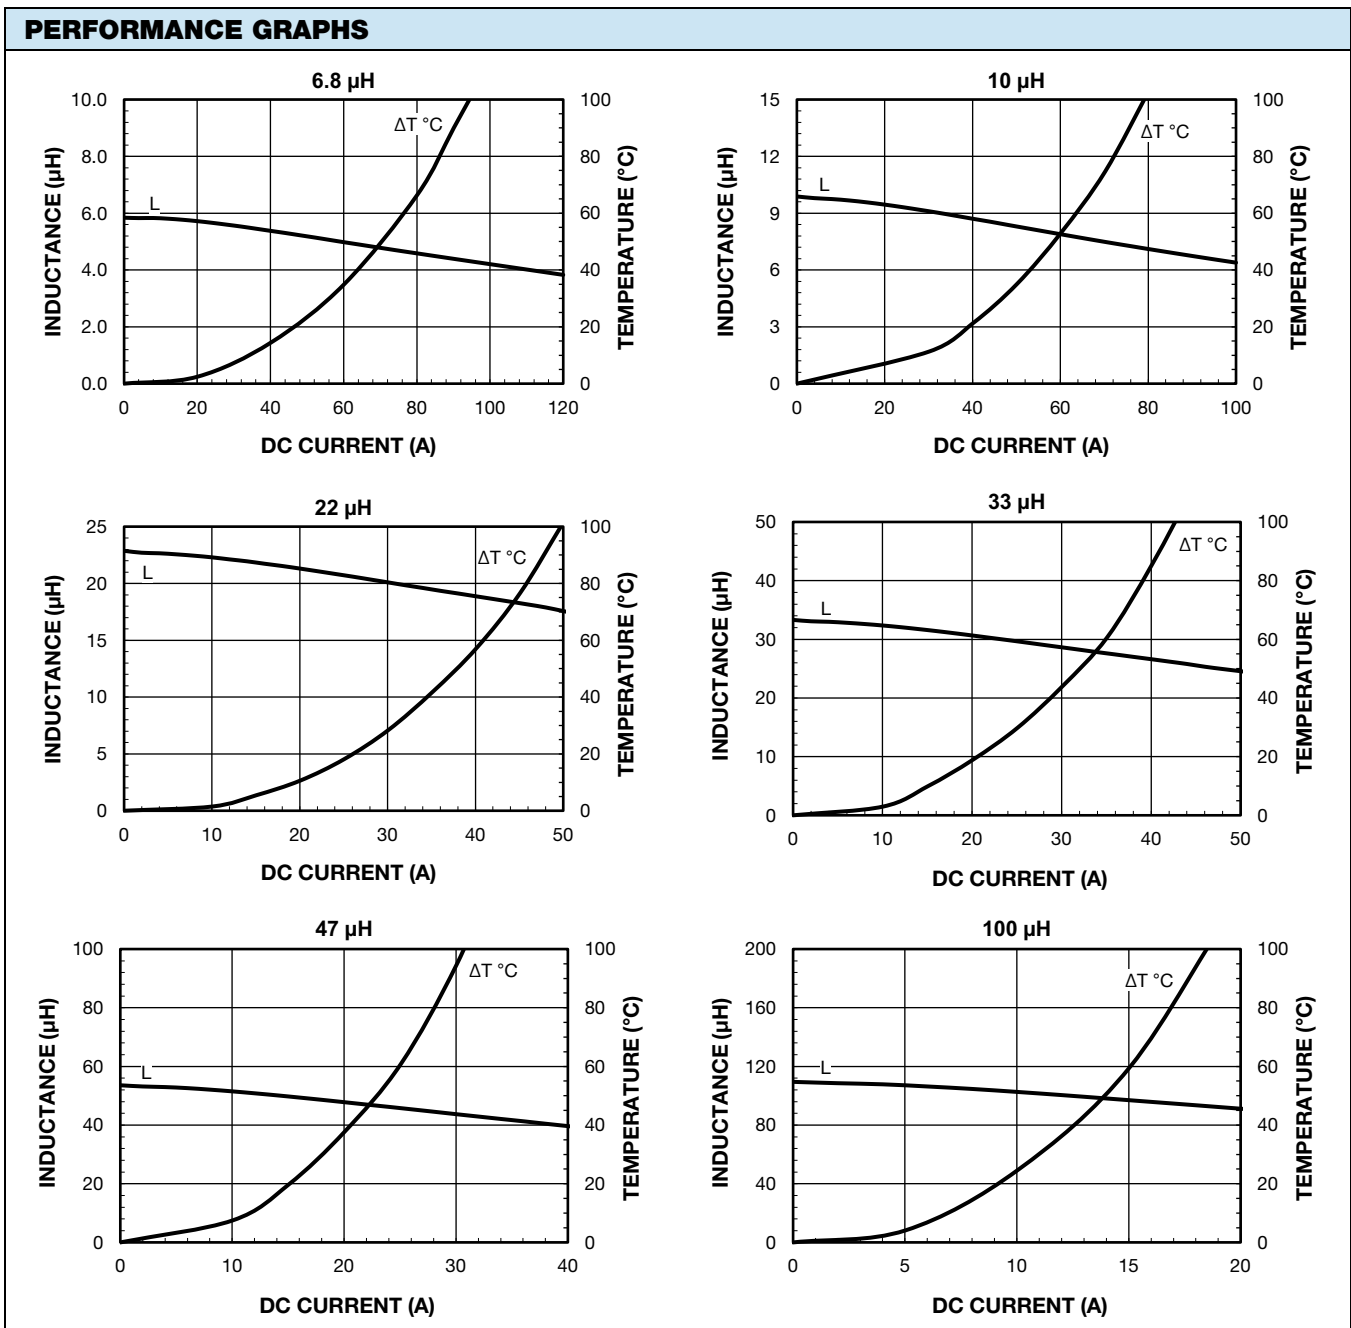 PERFORMANCE GRAPHS
6.8 µH
INDUCTANCE (µH)
10.0
8.0
6.0
4.0
2.0
0.0
L
ΔT °C
100
80
60
40
20
0
TEMPERATURE (°C)
0 20 40 60 80 100 120
DC CURRENT (A)
10 µH
INDUCTANCE (µH)
15
12
9
6
3
0
L
ΔT °C
100
80
60
40
20
0
TEMPERATURE (°C)
0 20 40 60 80 100
DC CURRENT (A)
22 µH
INDUCTANCE (µH)
25
20
15
10
5
0
L
ΔT °C
100
80
60
40
20
0
TEMPERATURE (°C)
0 10 20 30 40 50
DC CURRENT (A)
33 µH
INDUCTANCE (µH)
50
40
30
20
10
0
L
ΔT °C
100
80
60
40
20
0
TEMPERATURE (°C)
0 10 20 30 40 50
DC CURRENT (A)
47 µH
INDUCTANCE (µH)
100
80
60
40
20
0
L
ΔT °C
100
80
60
40
20
0
TEMPERATURE (°C)
0 10 20 30 40
DC CURRENT (A)
100 µH
INDUCTANCE (µH)
200
160
120
80
40
0
L
ΔT °C
100
80
60
40
20
0
TEMPERATURE (°C)
0 5 10 15 20
DC CURRENT (A)